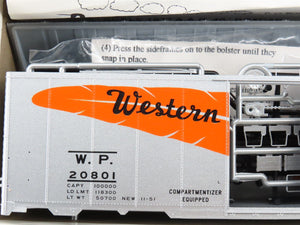 (4) Press the sideframes on to the bolster until they
snap in place.
Western
W. P.
20801
CAPY 100000
LD LMT 118300
LT WT 50700 NEW 11-51
COMPARTMENTIZER
EQUIPPED